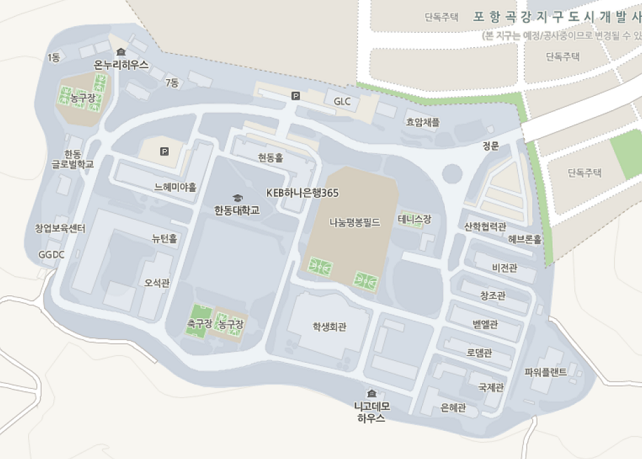 단독주택
포항곡강지구도시개발사
(본 지구는 예정/공사중이므로 변경될 수 있
단독주택
1동
온누리하우스
7동
농구장
P
GLC
효암채플
정문
한동
글로벌학교
P
현동홀
단독주택
느헤미야홀
KEB하나은행365
한동대학교
나눔평봉필드
테니스장
창업보육센터
산학협력관
뉴턴홀
헤브론홀
GGDC
비전관
오석관
창조관
축구장
농구장
학생회관
벧엘관
로뎀관
파워플랜트
국제관
니고데모
하우스
은혜관